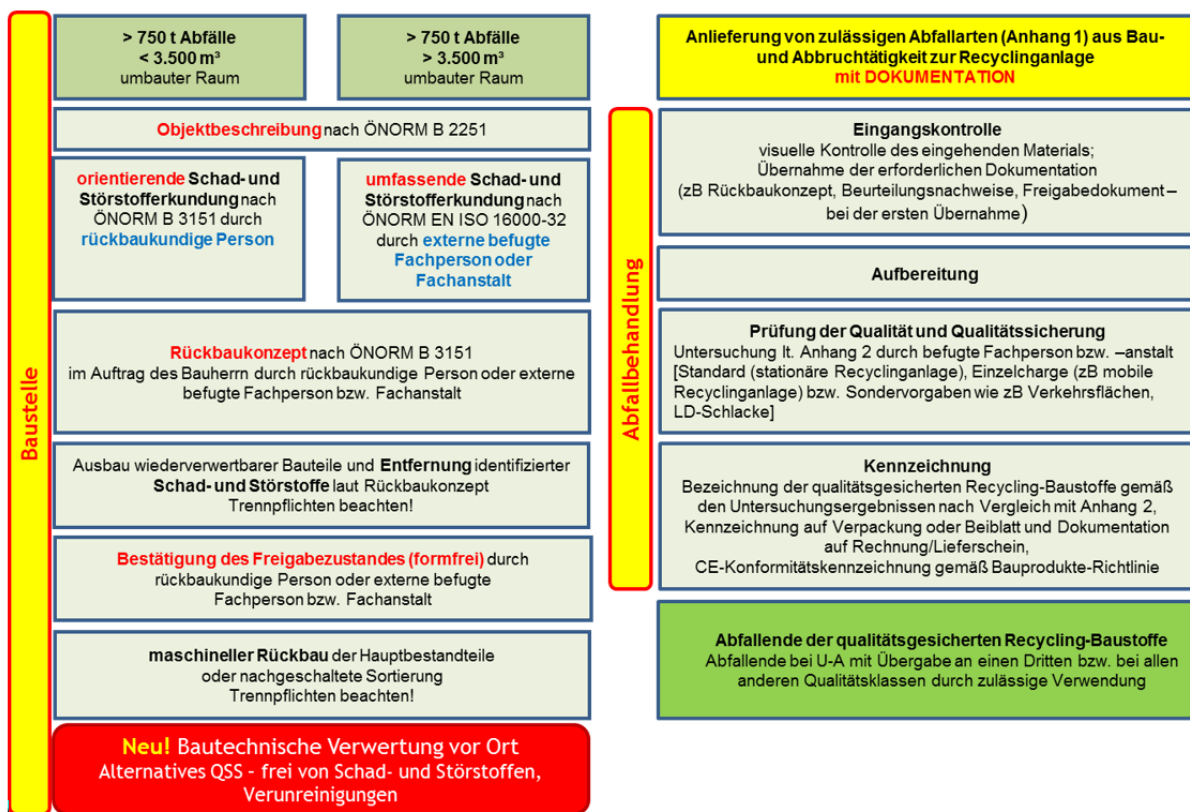 Baustelle
> 750 t Abfälle
< 3.500 m³
umbauter Raum
> 750 t Abfälle
> 3.500 m³
umbauter Raum
Objektbeschreibung nach ÖNORM B 2251
orientierende Schad- und
Störstofferkundung nach
ÖNORM B 3151 durch
rückbaukundige Person
umfassende Schad- und
Störstofferkundung nach
ÖNORM EN ISO 16000-32
durch externe befugte
Fachperson oder
Fachanstalt
Rückbaukonzept nach ÖNORM B 3151
im Auftrag des Bauherrn durch rückbaukundige Person oder externe
befugte Fachperson bzw. Fachanstalt
Ausbau wiederverwertbarer Bauteile und Entfernung identifizierter
Schad- und Störstoffe laut Rückbaukonzept
Trennpflichten beachten!
Bestätigung des Freigabezustandes (formfrei) durch
rückbaukundige Person oder externe befugte
Fachperson bzw. Fachanstalt
maschineller Rückbau der Hauptbestandteile
oder nachgeschaltete Sortierung
Trennpflichten beachten!
Neu! Bautechnische Verwertung vor Ort
Alternatives QSS - frei von Schad- und Störstoffen,
Verunreinigungen
Anlieferung von zulässigen Abfallarten (Anhang 1) aus Bau-
und Abbruchtätigkeit zur Recyclinganlage
mit DOKUMENTATION
Abfallbehandlung
Eingangskontrolle
visuelle Kontrolle des eingehenden Materials;
Übernahme der erforderlichen Dokumentation
(zB Rückbaukonzept, Beurteilungsnachweise, Freigabedokument –
bei der ersten Übernahme)
Aufbereitung
Prüfung der Qualität und Qualitätssicherung
Untersuchung lt. Anhang 2 durch befugte Fachperson bzw. –anstalt
[Standard (stationäre Recyclinganlage), Einzelcharge (zB mobile
Recyclinganlage) bzw. Sondervorgaben wie zB Verkehrsflächen,
LD-Schlacke]
Kennzeichnung
Bezeichnung der qualitätsgesicherten Recycling-Baustoffe gemäß
den Untersuchungsergebnissen nach Vergleich mit Anhang 2,
Kennzeichnung auf Verpackung oder Beiblatt und Dokumentation
auf Rechnung/Lieferschein,
CE-Konformitätskennzeichnung gemäß Bauprodukte-Richtlinie
Abfallende der qualitätsgesicherten Recycling-Baustoffe
Abfallende bei U-A mit Übergabe an einen Dritten bzw. bei allen
anderen Qualitätsklassen durch zulässige Verwendung